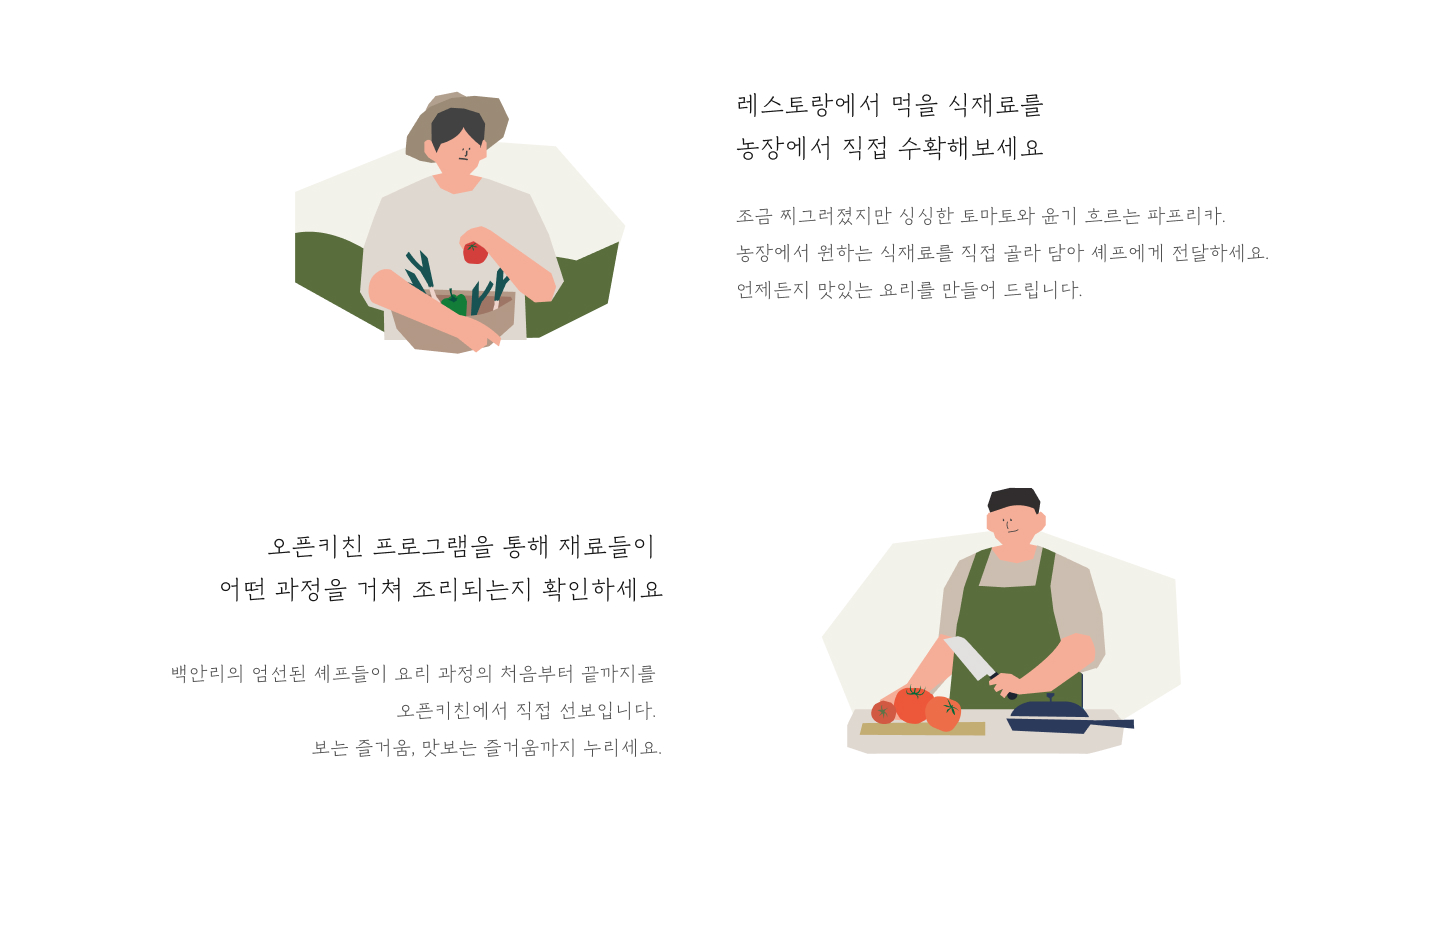 레스토랑에서 먹을 식재료를
농장에서 직접 수확해보세요
조금 찌그러졌지만 싱싱한 토마토와 윤기 흐르는 파프리카.
농장에서 원하는 식재료를 직접 골라 담아 셰프에게 전달하세요.
언제든지 맛있는 요리를 만들어 드립니다.
오픈키친 프로그램을 통해 재료들이
어떤 과정을 거쳐 조리되는지 확인하세요
백안리의 엄선된 셰프들이 요리 과정의 처음부터 끝까지를
오픈키친에서 직접 선보입니다.
보는 즐거움, 맛보는 즐거움까지 누리세요.